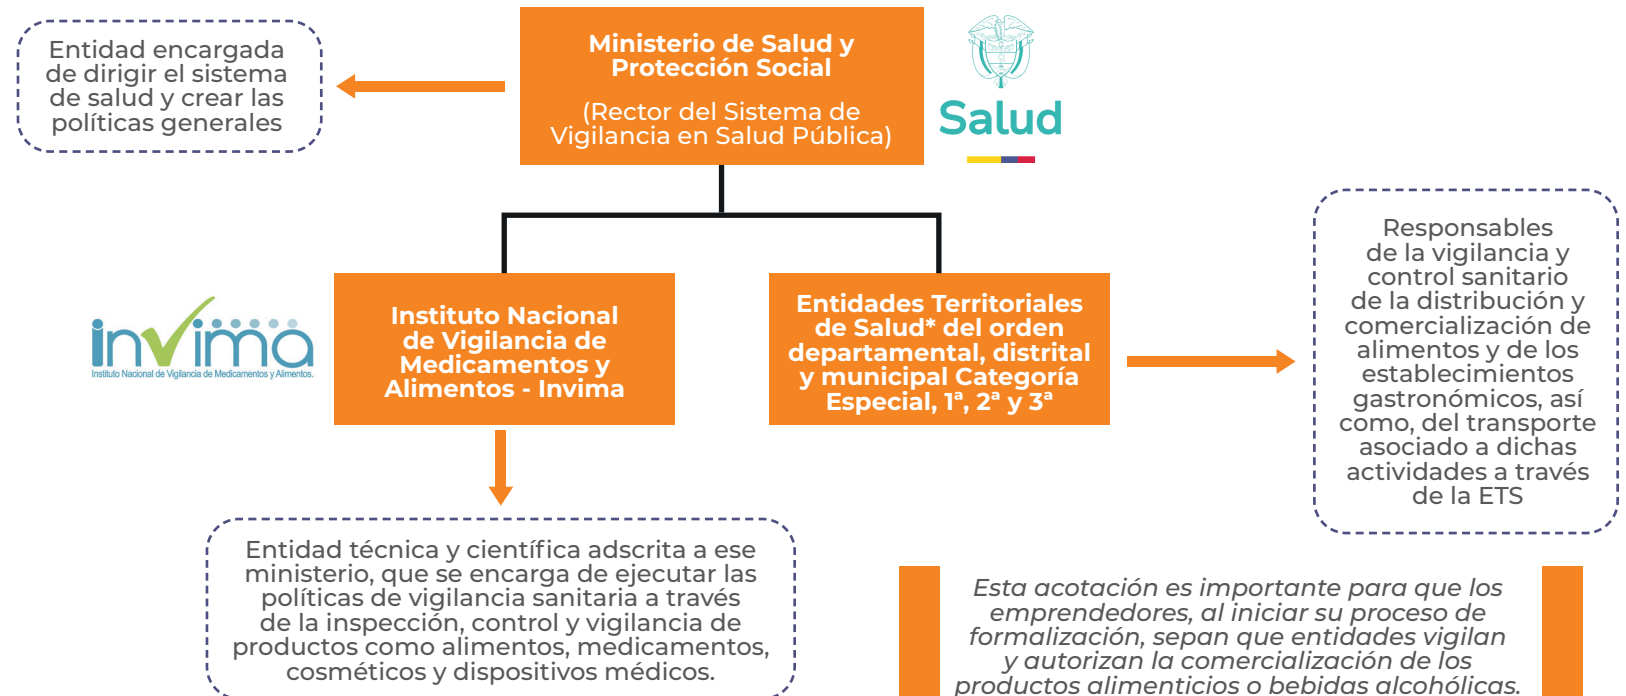 Entidad encargada
de dirigir el sistema
de salud y crear las
políticas generales
Ministerio de Salud y
Protección Social
(Rector del Sistema de
Vigilancia en Salud Pública)
Salud
invima
Instituto Nacional de Vigilancia de Medicamentos y Alimentos.
Instituto Nacional
de Vigilancia de
Medicamentos y
Alimentos - Invima
Entidades Territoriales
de Salud* del orden
departamental, distrital
y municipal Categoría
Especial, 1ª, 2ª y 3ª
Responsables
de la vigilancia y
control sanitario
de la distribución y
comercialización de
alimentos y de los
establecimientos
gastronómicos, así
como, del transporte
asociado a dichas
actividades a través
de la ETS
Entidad técnica y científica adscrita a ese
ministerio, que se encarga de ejecutar las
políticas de vigilancia sanitaria a través
de la inspección, control y vigilancia de
productos como alimentos, medicamentos,
cosméticos y dispositivos médicos.
Esta acotación es importante para que los
emprendedores, al iniciar su proceso de
formalización, sepan que entidades vigilan
y autorizan la comercialización de los
productos alimenticios o bebidas alcohólicas.